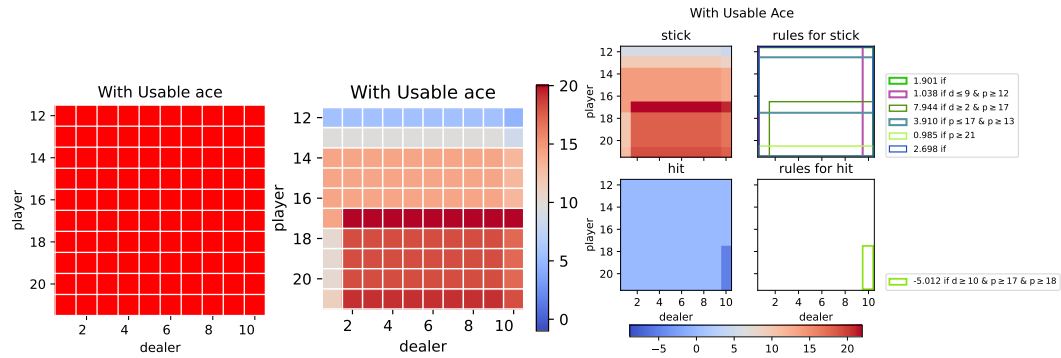 With Usable Ace
stick
rules for stick
12
14
16
18
20
player
1.901 if
1.038 if d ≤ 9 & p ≥ 12
7.944 if d ≥ 2 & p ≥ 17
3.910 if p ≤ 17 & p ≥ 13
0.985 if p ≥ 21
2.698 if
With Usable ace
12
14
16
18
20
player
2 4 6 8 10
dealer
With Usable ace
12
14
16
18
20
player
2 4 6 8 10
dealer
20
15
10
5
0
hit
rules for hit
12
14
16
18
20
player
-5.012 if d ≥ 10 & p ≥ 17 & p ≥ 18
2 4 6 8 10
2 4 6 8 10
dealer
dealer
−5 0 5 10 15 20